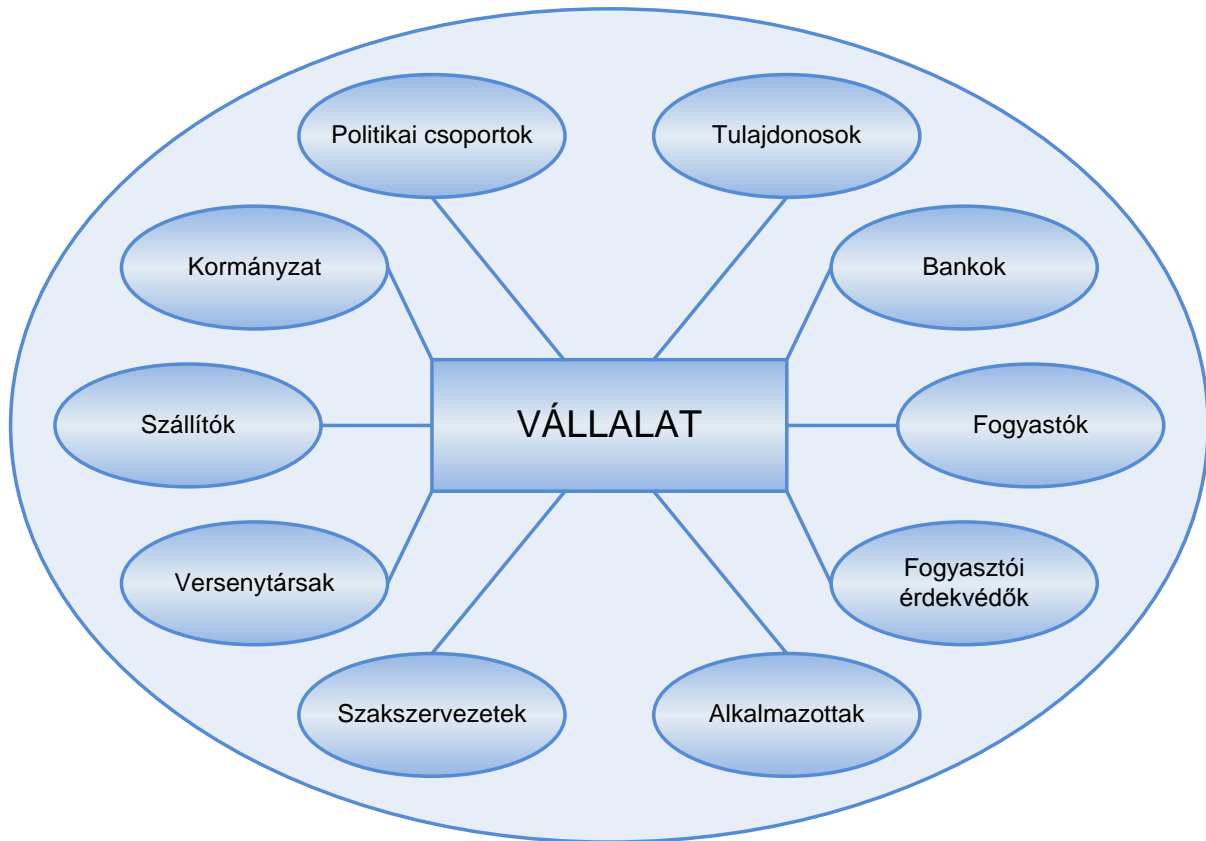 Politikai csoportok
Tulajdonosok
Kormányzat
Bankok
Szállítók
VÁLLALAT
Fogyastók
Versenytársak
Fogyasztói
érdekvédők
Szakszervezetek
Alkalmazottak